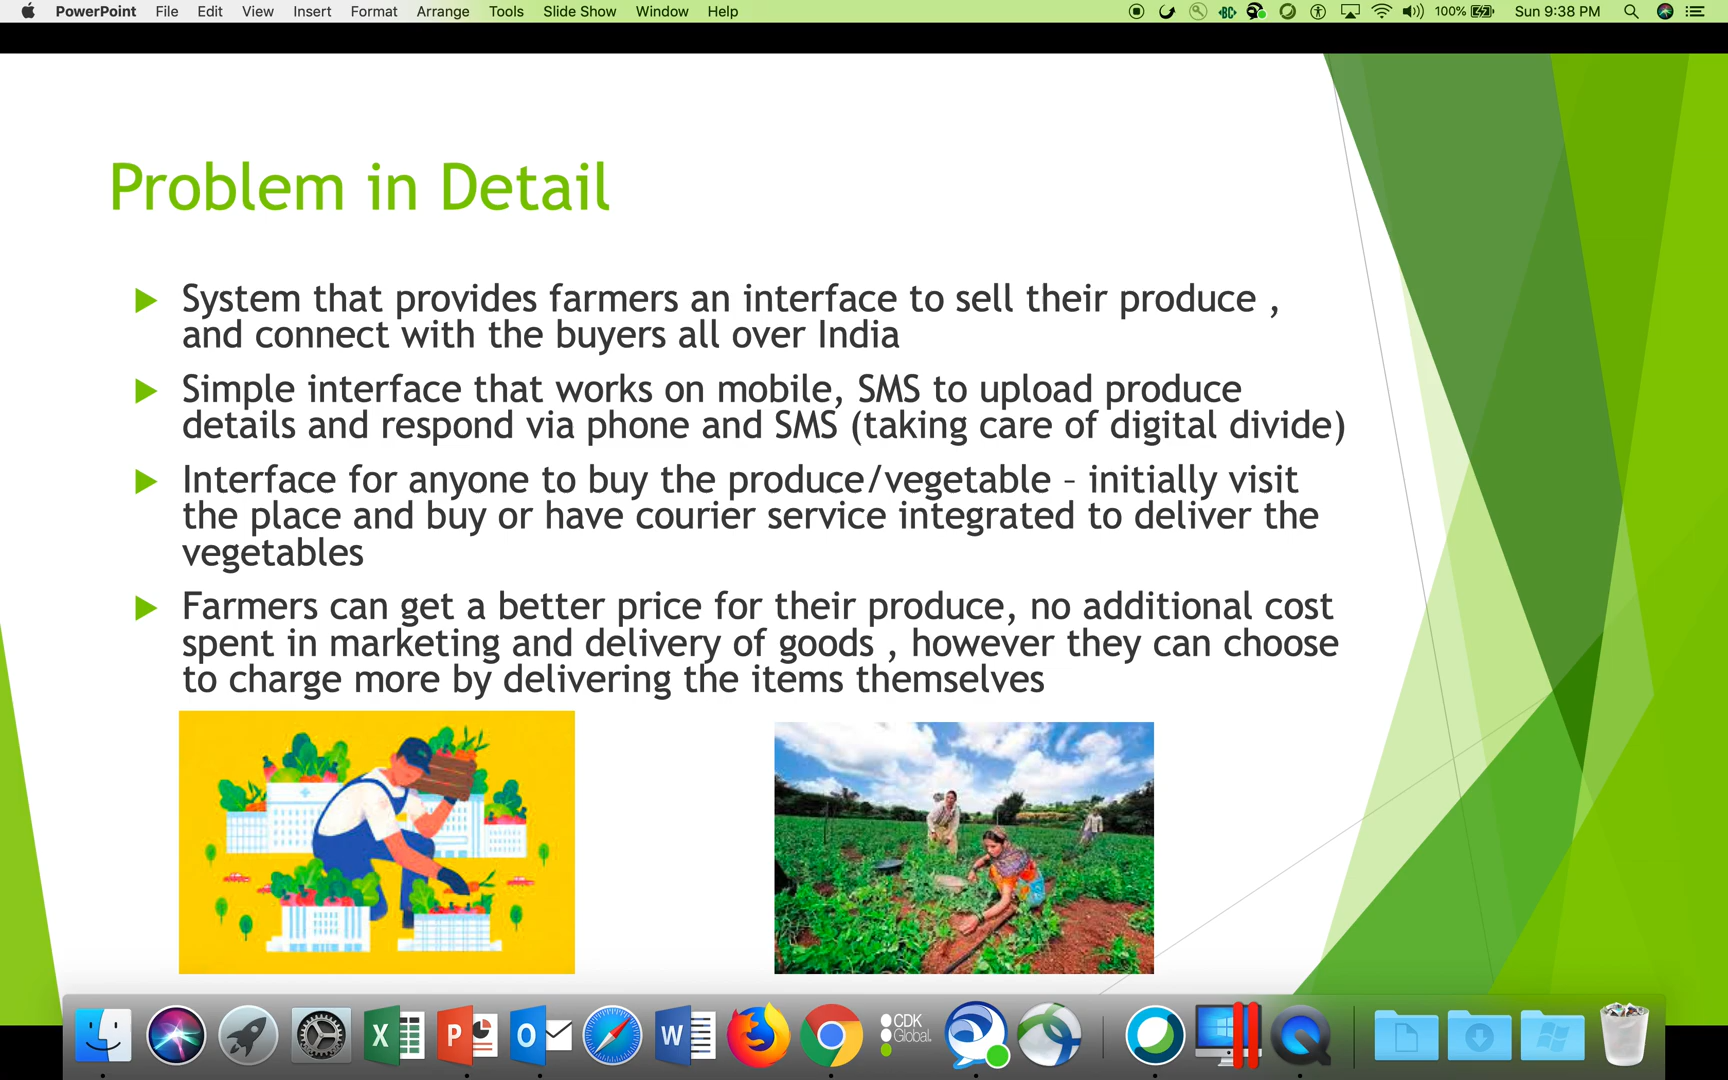 PowerPoint File Edit View Insert Format Arrange Tools Slide Show Window Help 100% Sun 9:38 PM
Problem in Detail
System that provides farmers an interface to sell their produce ,
and connect with the buyers all over India
Simple interface that works on mobile, SMS to upload produce
details and respond via phone and SMS (taking care of digital divide)
Interface for anyone to buy the produce/vegetable – initially visit
the place and buy or have courier service integrated to deliver the
vegetables
Farmers can get a better price for their produce, no additional cost
spent in marketing and delivery of goods , however they can choose
to charge more by delivering the items themselves
CDK
Global.